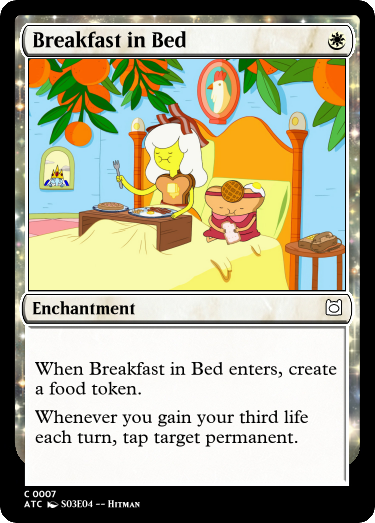 Breakfast in Bed
Enchantment
When Breakfast in Bed enters, create
a food token.
Whenever you gain your third life
each turn, tap target permanent.
C 0007
ATC S03E04 -- Hitman